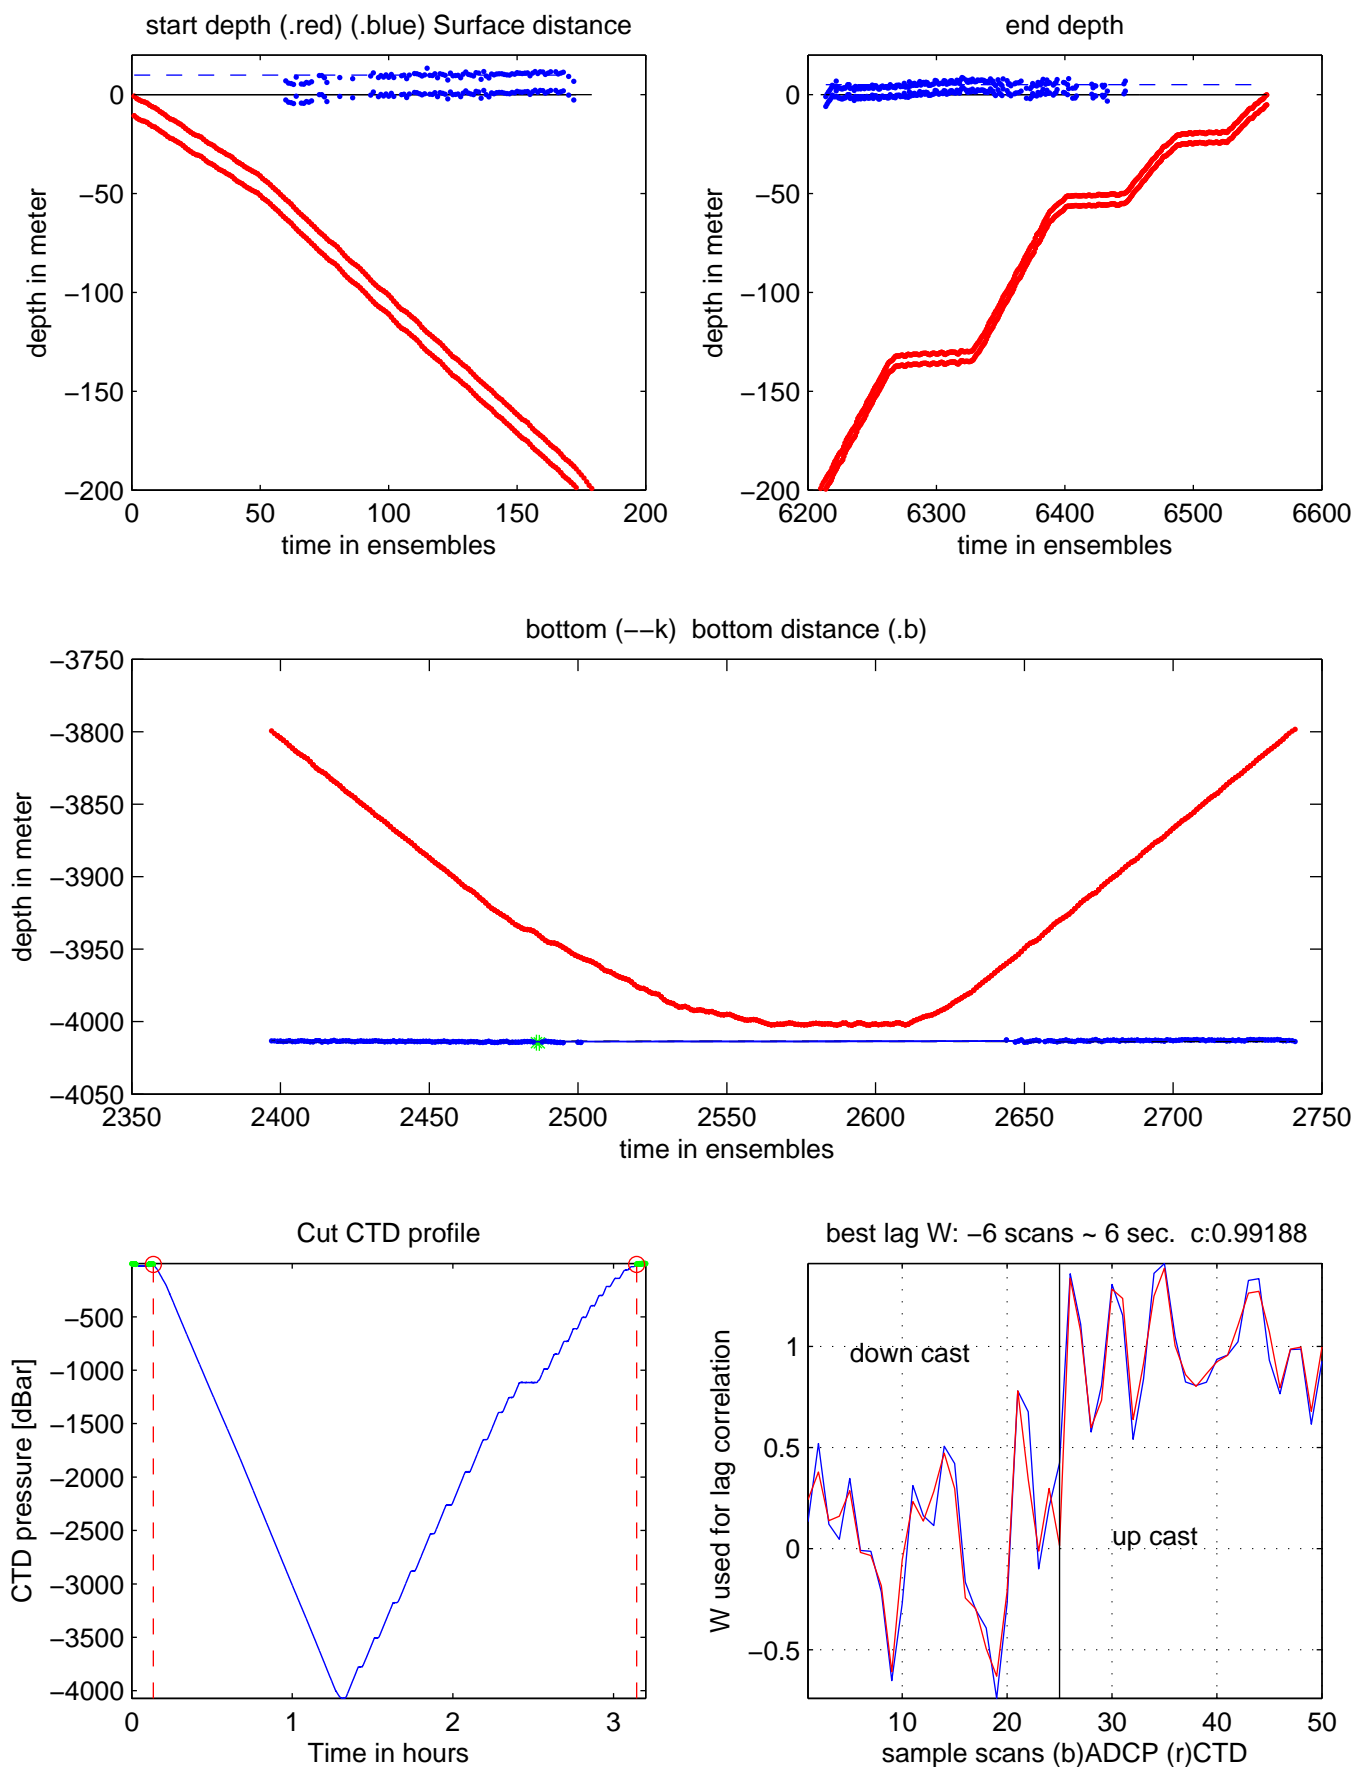 start depth (.red) (.blue) Surface distance
0
−50
−100
−150
−200
depth in meter
0 50 100 150 200
time in ensembles
end depth
0
−50
−100
−150
−200
depth in meter
6200 6300 6400 6500 6600
time in ensembles
bottom (−−k) bottom distance (.b)
−3750
−3800
−3850
−3900
−3950
−4000
−4050
depth in meter
2350 2400 2450 2500 2550 2600 2650 2700 2750
time in ensembles
Cut CTD profile
−500
−1000
−1500
−2000
−2500
−3000
−3500
−4000
CTD pressure [dBar]
0 1 2 3
Time in hours
best lag W: −6 scans ~ 6 sec. c:0.99188
1
0.5
0
−0.5
W used for lag correlation
down cast
up cast
10 20 30 40 50
sample scans (b)ADCP (r)CTD